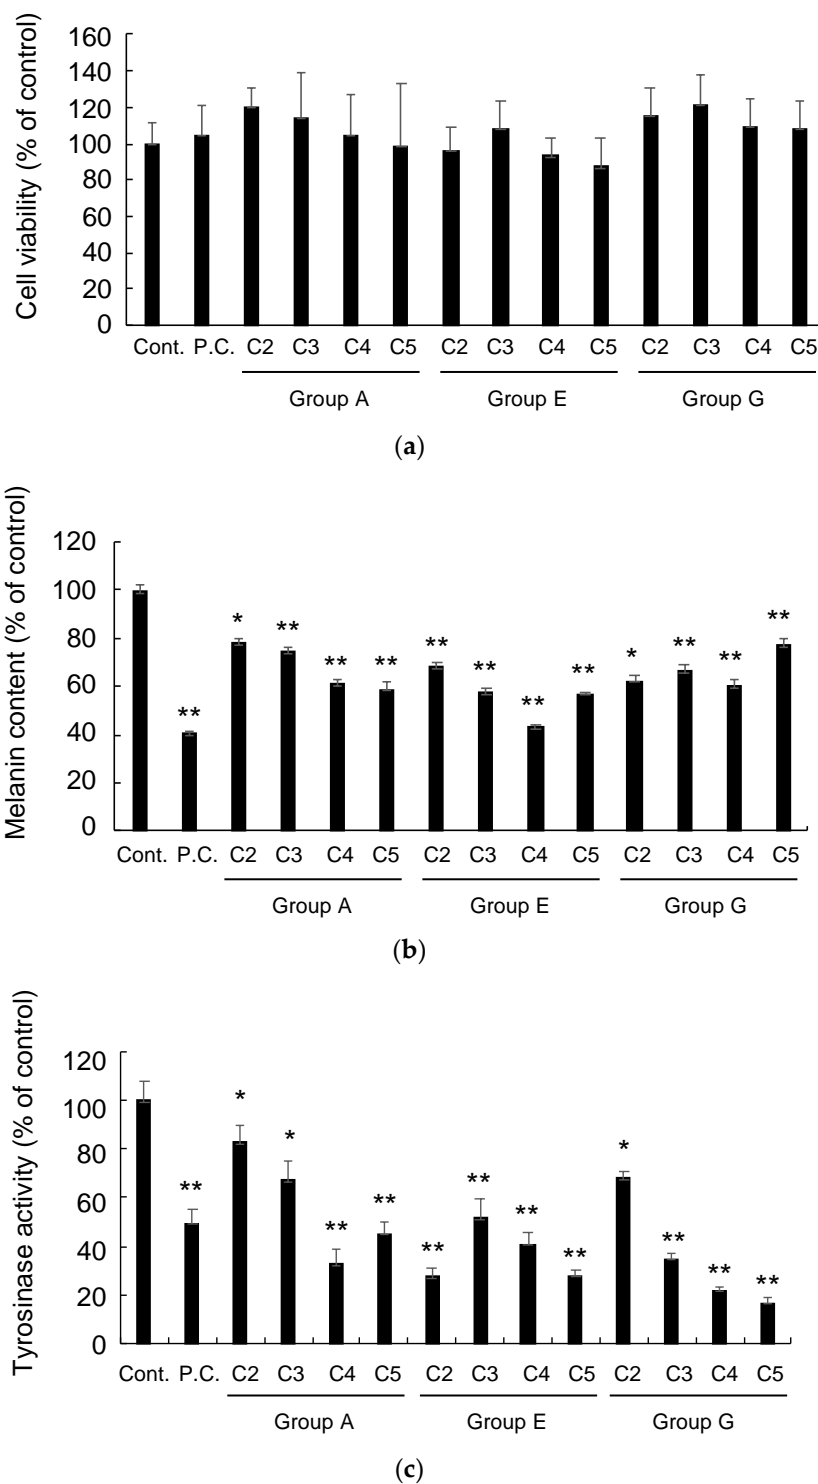 Cell viability (% of control)
160
140
120
100
80
60
40
20
0
Cont. P.C. C2 C3 C4 C5 C2 C3 C4 C5 C2 C3 C4 C5
Group A Group E Group G
(a)
Melanin content (% of control)
120
100
80
60
40
20
0
* ** ** ** ** ** ** ** * ** ** **
**
Cont. P.C. C2 C3 C4 C5 C2 C3 C4 C5 C2 C3 C4 C5
Group A Group E Group G
(b)
Tyrosinase activity (% of control)
120
100
80
60
40
20
0
** * * ** ** ** ** ** ** * ** ** **
Cont. P.C. C2 C3 C4 C5 C2 C3 C4 C5 C2 C3 C4 C5
Group A Group E Group G
(c)